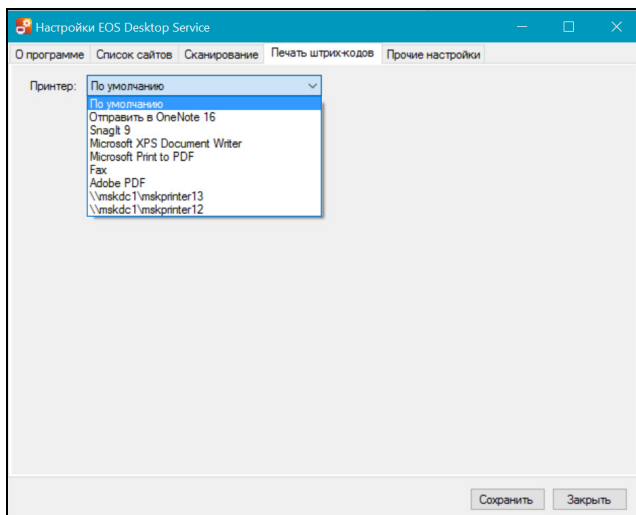 Настройки EOS Desktop Service
О программе Список сайтов Сканирование Печать штрих-кодов Прочие настройки
Принтер: По умолчанию
По умолчанию
Отправить в OneNote 16
SnagIt 9
Microsoft XPS Document Writer
Microsoft Print to PDF
Fax
Adobe PDF
\\mskdc1\mskprinter13
\\mskdc1\mskprinter12
Сохранить Закрыть